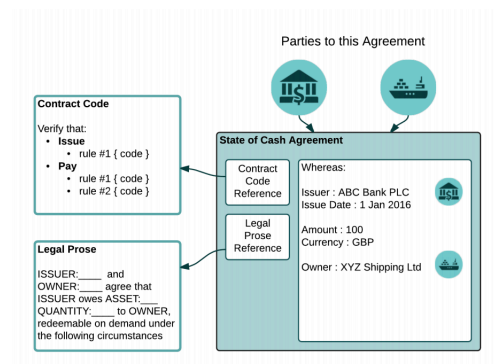 Parties to this Agreement
Contract Code
Verify that:
• Issue
• rule #1 { code }
• Pay
• rule #1 { code }
• rule #2 { code }
Legal Prose
ISSUER:____ and
OWNER:____ agree that
ISSUER owes ASSET:___
QUANTITY:____ to OWNER,
redeemable on demand under
the following circumstances
State of Cash Agreement
Contract
Code
Reference
Legal
Prose
Reference
Whereas:
Issuer : ABC Bank PLC
Issue Date : 1 Jan 2016
Amount : 100
Currency : GBP
Owner : XYZ Shipping Ltd